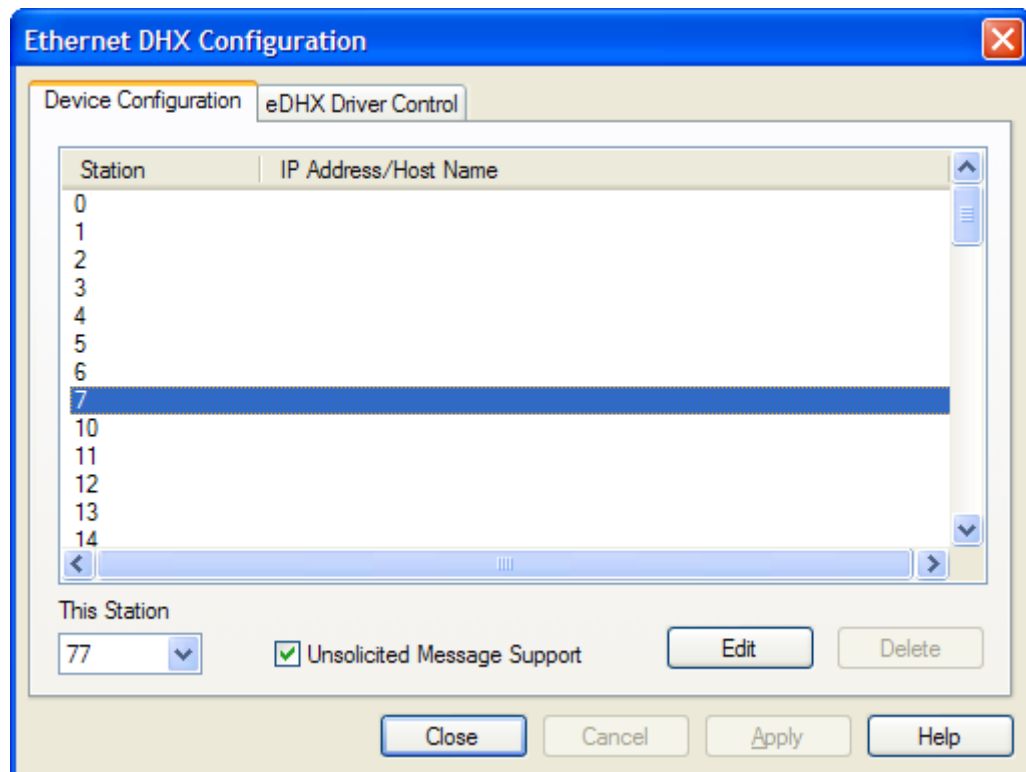 Ethernet DHX Configuration
Device Configuration eDHX Driver Control
Station IP Address/Host Name
0
1
2
3
4
5
6
7
10
11
12
13
14
This Station
77 Unsolicited Message Support Edit Delete
Close Cancel Apply Help